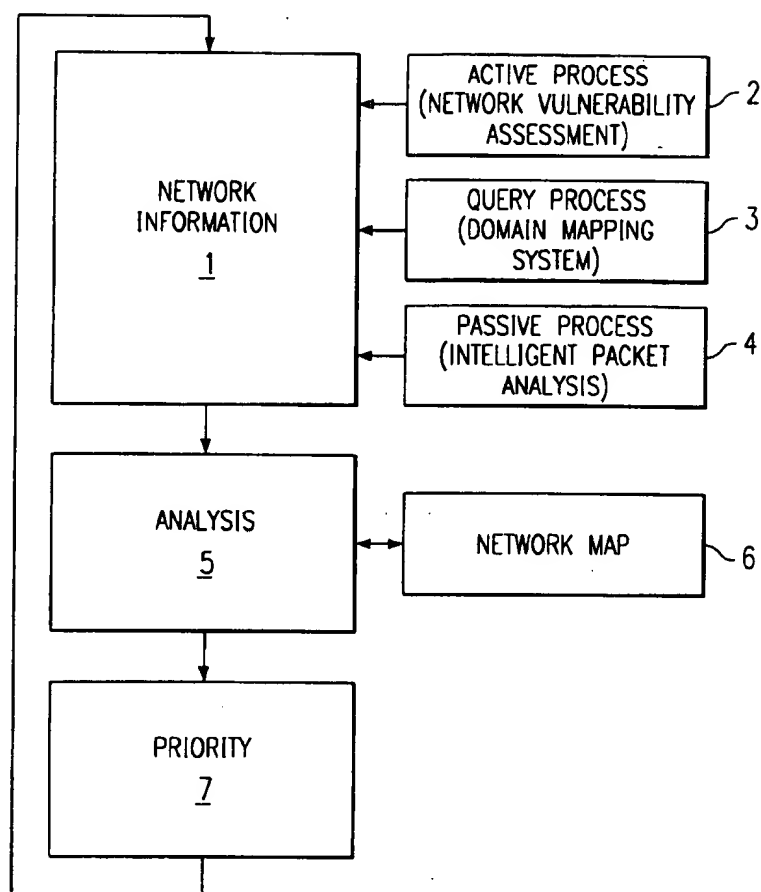 NETWORK
INFORMATION
1
ACTIVE PROCESS
(NETWORK VULNERABILITY
ASSESSMENT)
2
QUERY PROCESS
(DOMAIN MAPPING
SYSTEM)
3
PASSIVE PROCESS
(INTELLIGENT PACKET
ANALYSIS)
4
ANALYSIS
5
NETWORK MAP
6
PRIORITY
7